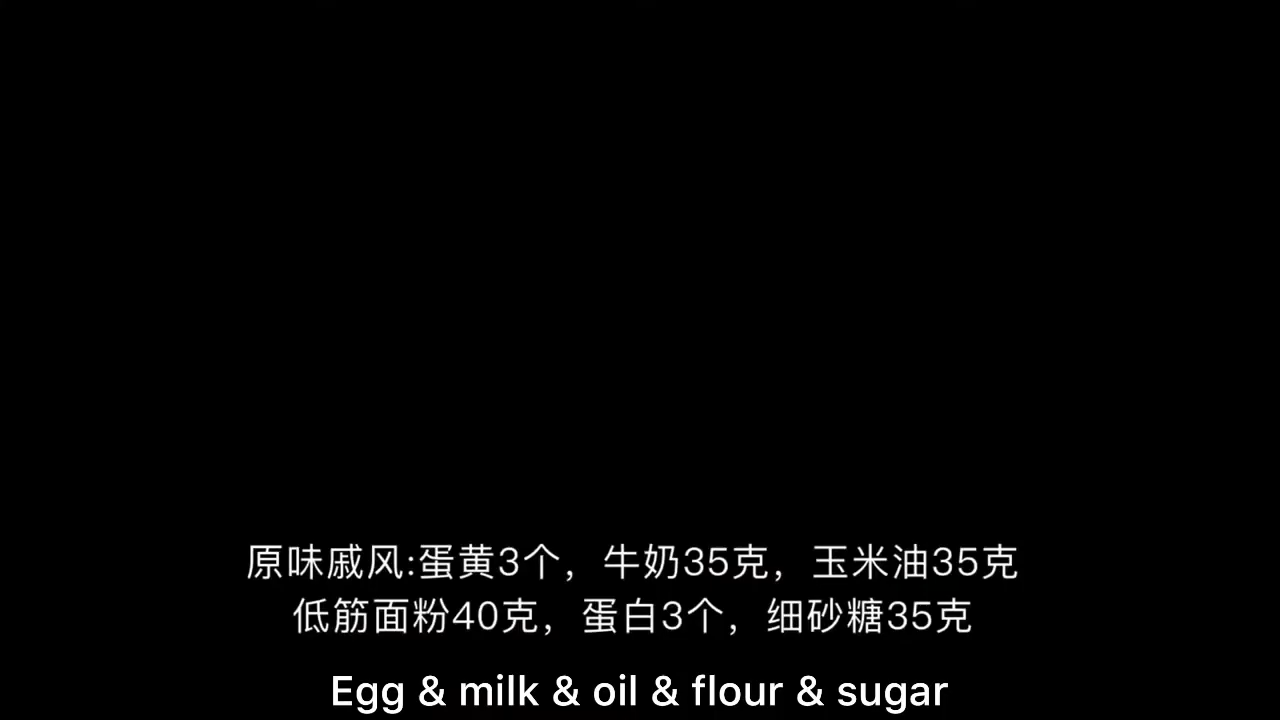 原味戚风:蛋黄3个，牛奶35克，玉米油35克
低筋面粉40克，蛋白3个，细砂糖35克
Egg & milk & oil & flour & sugar